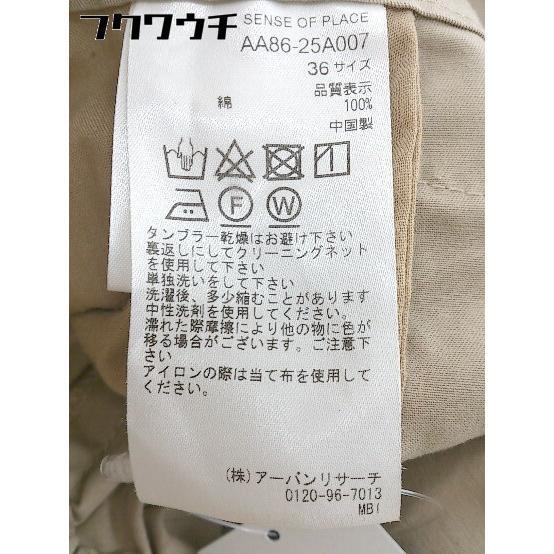 フクワウチ
SENSE OF PLACE
AA86-25A007
36サイズ
品質表示
綿 100%
中国製
F W
タンブラー乾燥はお避け下さい
裏返しにしてクリーニングネット
を使用して下さい
単独洗いをして下さい
洗濯後、多少縮むことがあります
中性洗剤を使用してください。
濡れた際摩擦により他の物に色が
移る場合がございます。ご注意下
さい
アイロンの際は当て布を使用して
ください。
(株)アーバンリサーチ
0120-96-7013
MBI